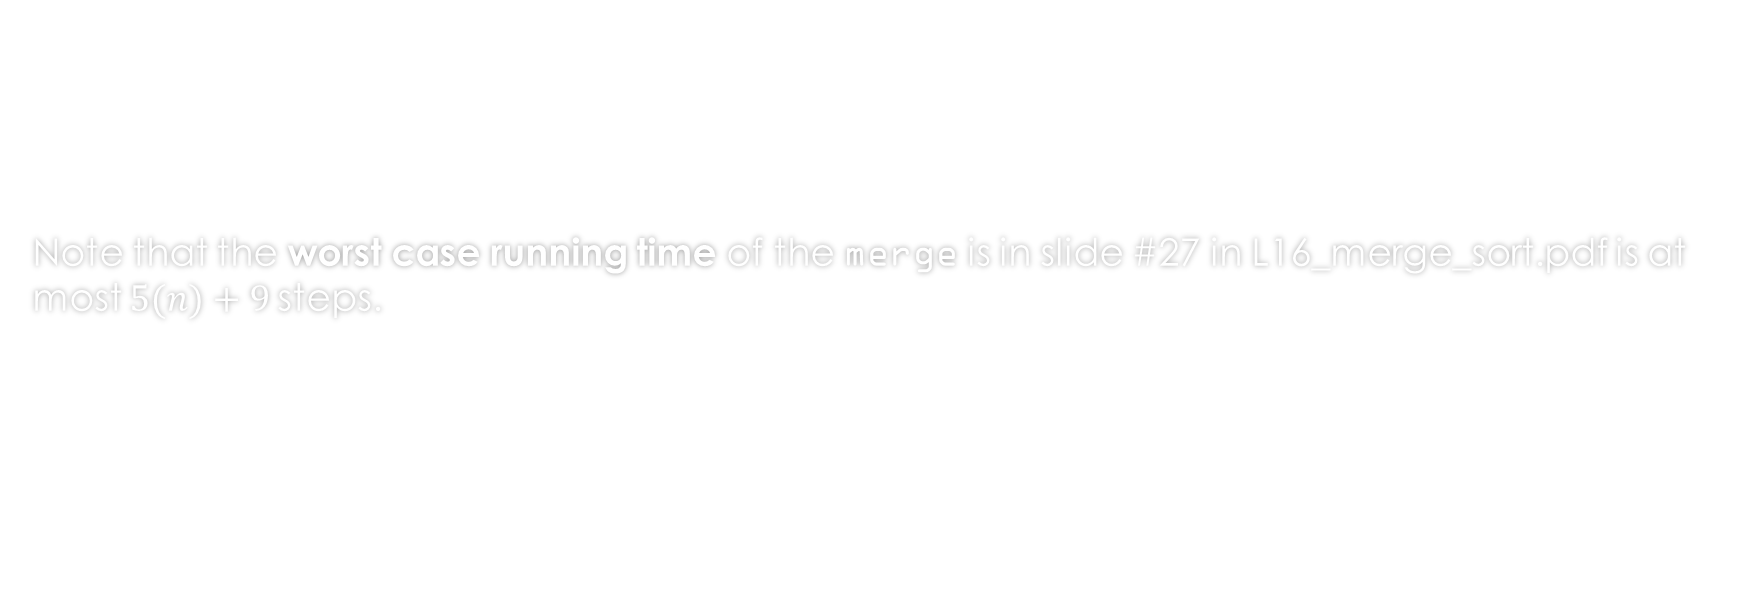 Note that the worst case running time of the merge is in slide #27 in L16_merge_sort.pdf is at
most 5(n) + 9 steps.